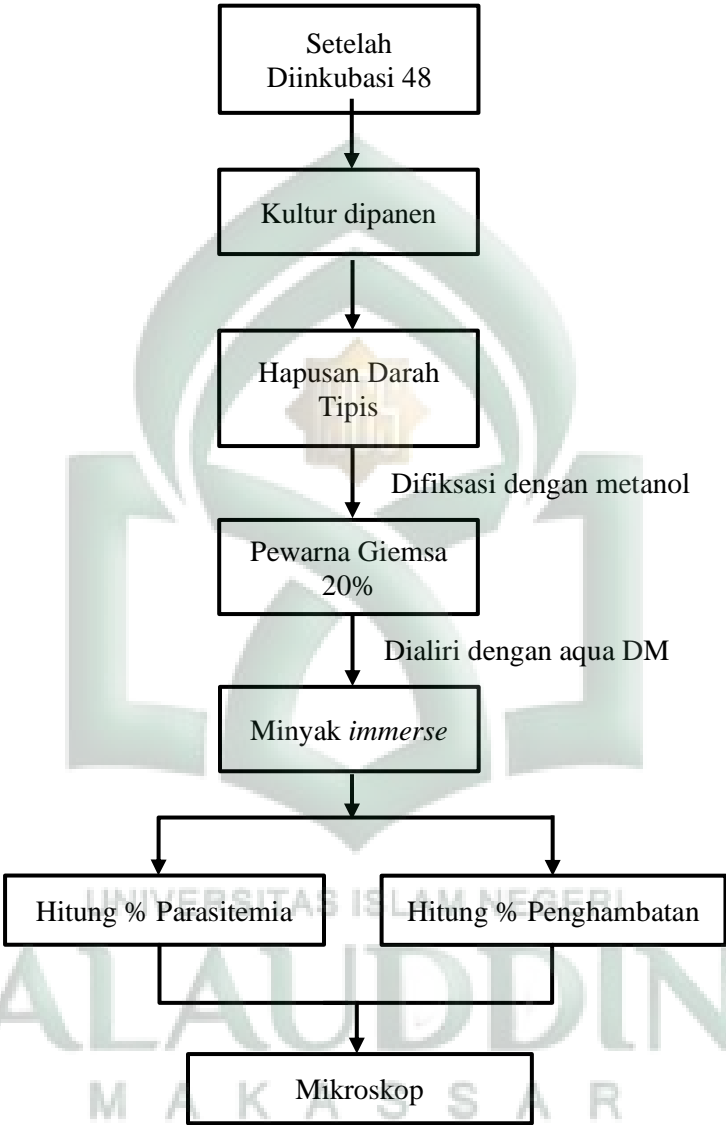 Setelah
Diinkubasi 48
Kultur dipanen
Hapusan Darah
Tipis
Difiksasi dengan metanol
Pewarna Giemsa
20%
Dialiri dengan aqua DM
Minyak immerse
Hitung % Parasitemia
Hitung % Penghambatan
UNIVERSITAS ISLAM NEGERI
ALAUDDIN
Mikroskop
MAKASSAR